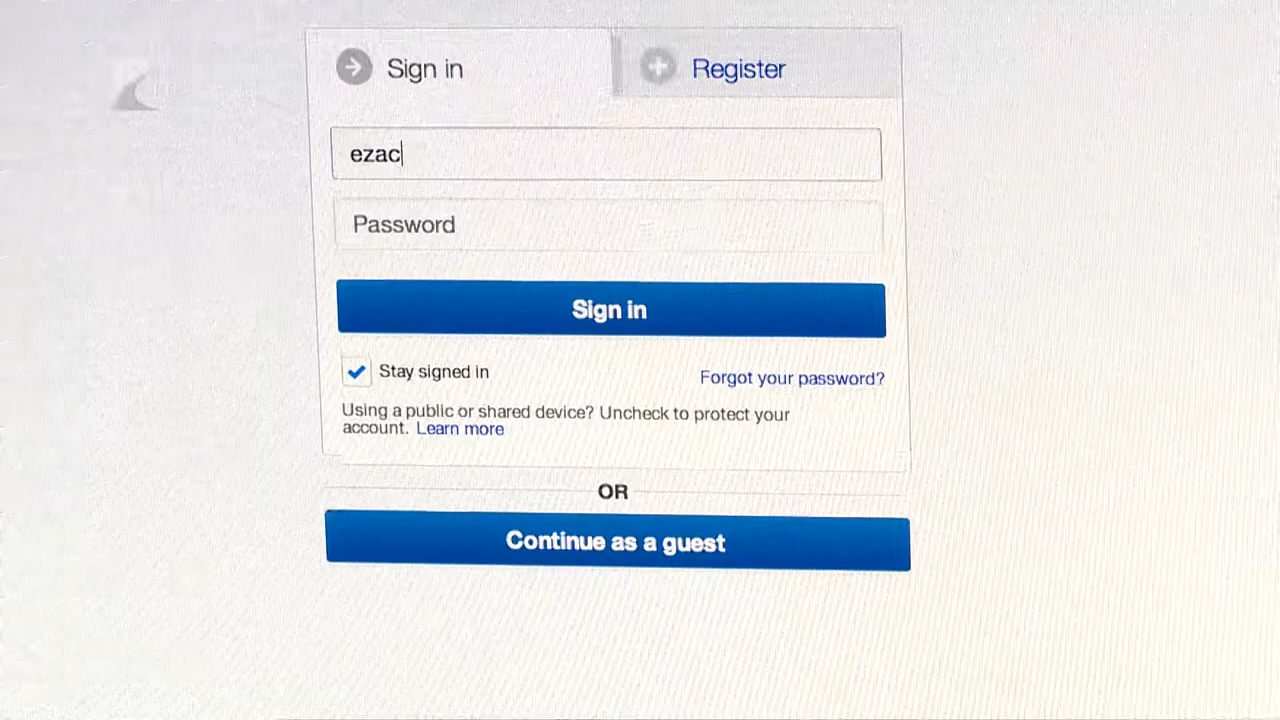 Sign in
Register
ezac
Password
Sign in
Stay signed in
Forgot your password?
Using a public or shared device? Uncheck to protect your
account. Learn more
OR
Continue as a guest